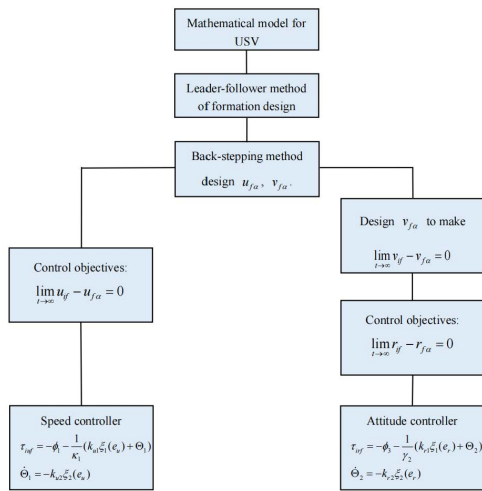 Mathematical model for
USV
Leader-follower method
of formation design
Back-stepping method
design u_{fα}, v_{fα}.
Design v_{fα} to make
lim_{t→∞} v_{if} − v_{fα} = 0
Control objectives:
lim_{t→∞} u_{if} − u_{fα} = 0
Control objectives:
lim_{t→∞} r_{if} − r_{fα} = 0
Speed controller
τ_{iuf} = −ϕ_1 − \frac{1}{κ_1}(k_{u1}ξ_1(e_u) + Θ_1)
Θ̇_1 = −k_{u2}ξ_2(e_u)
Attitude controller
τ_{irf} = −ϕ_3 − \frac{1}{γ_2}(k_{r1}ξ_1(e_r) + Θ_2)
Θ̇_2 = −k_{r2}ξ_2(e_r)